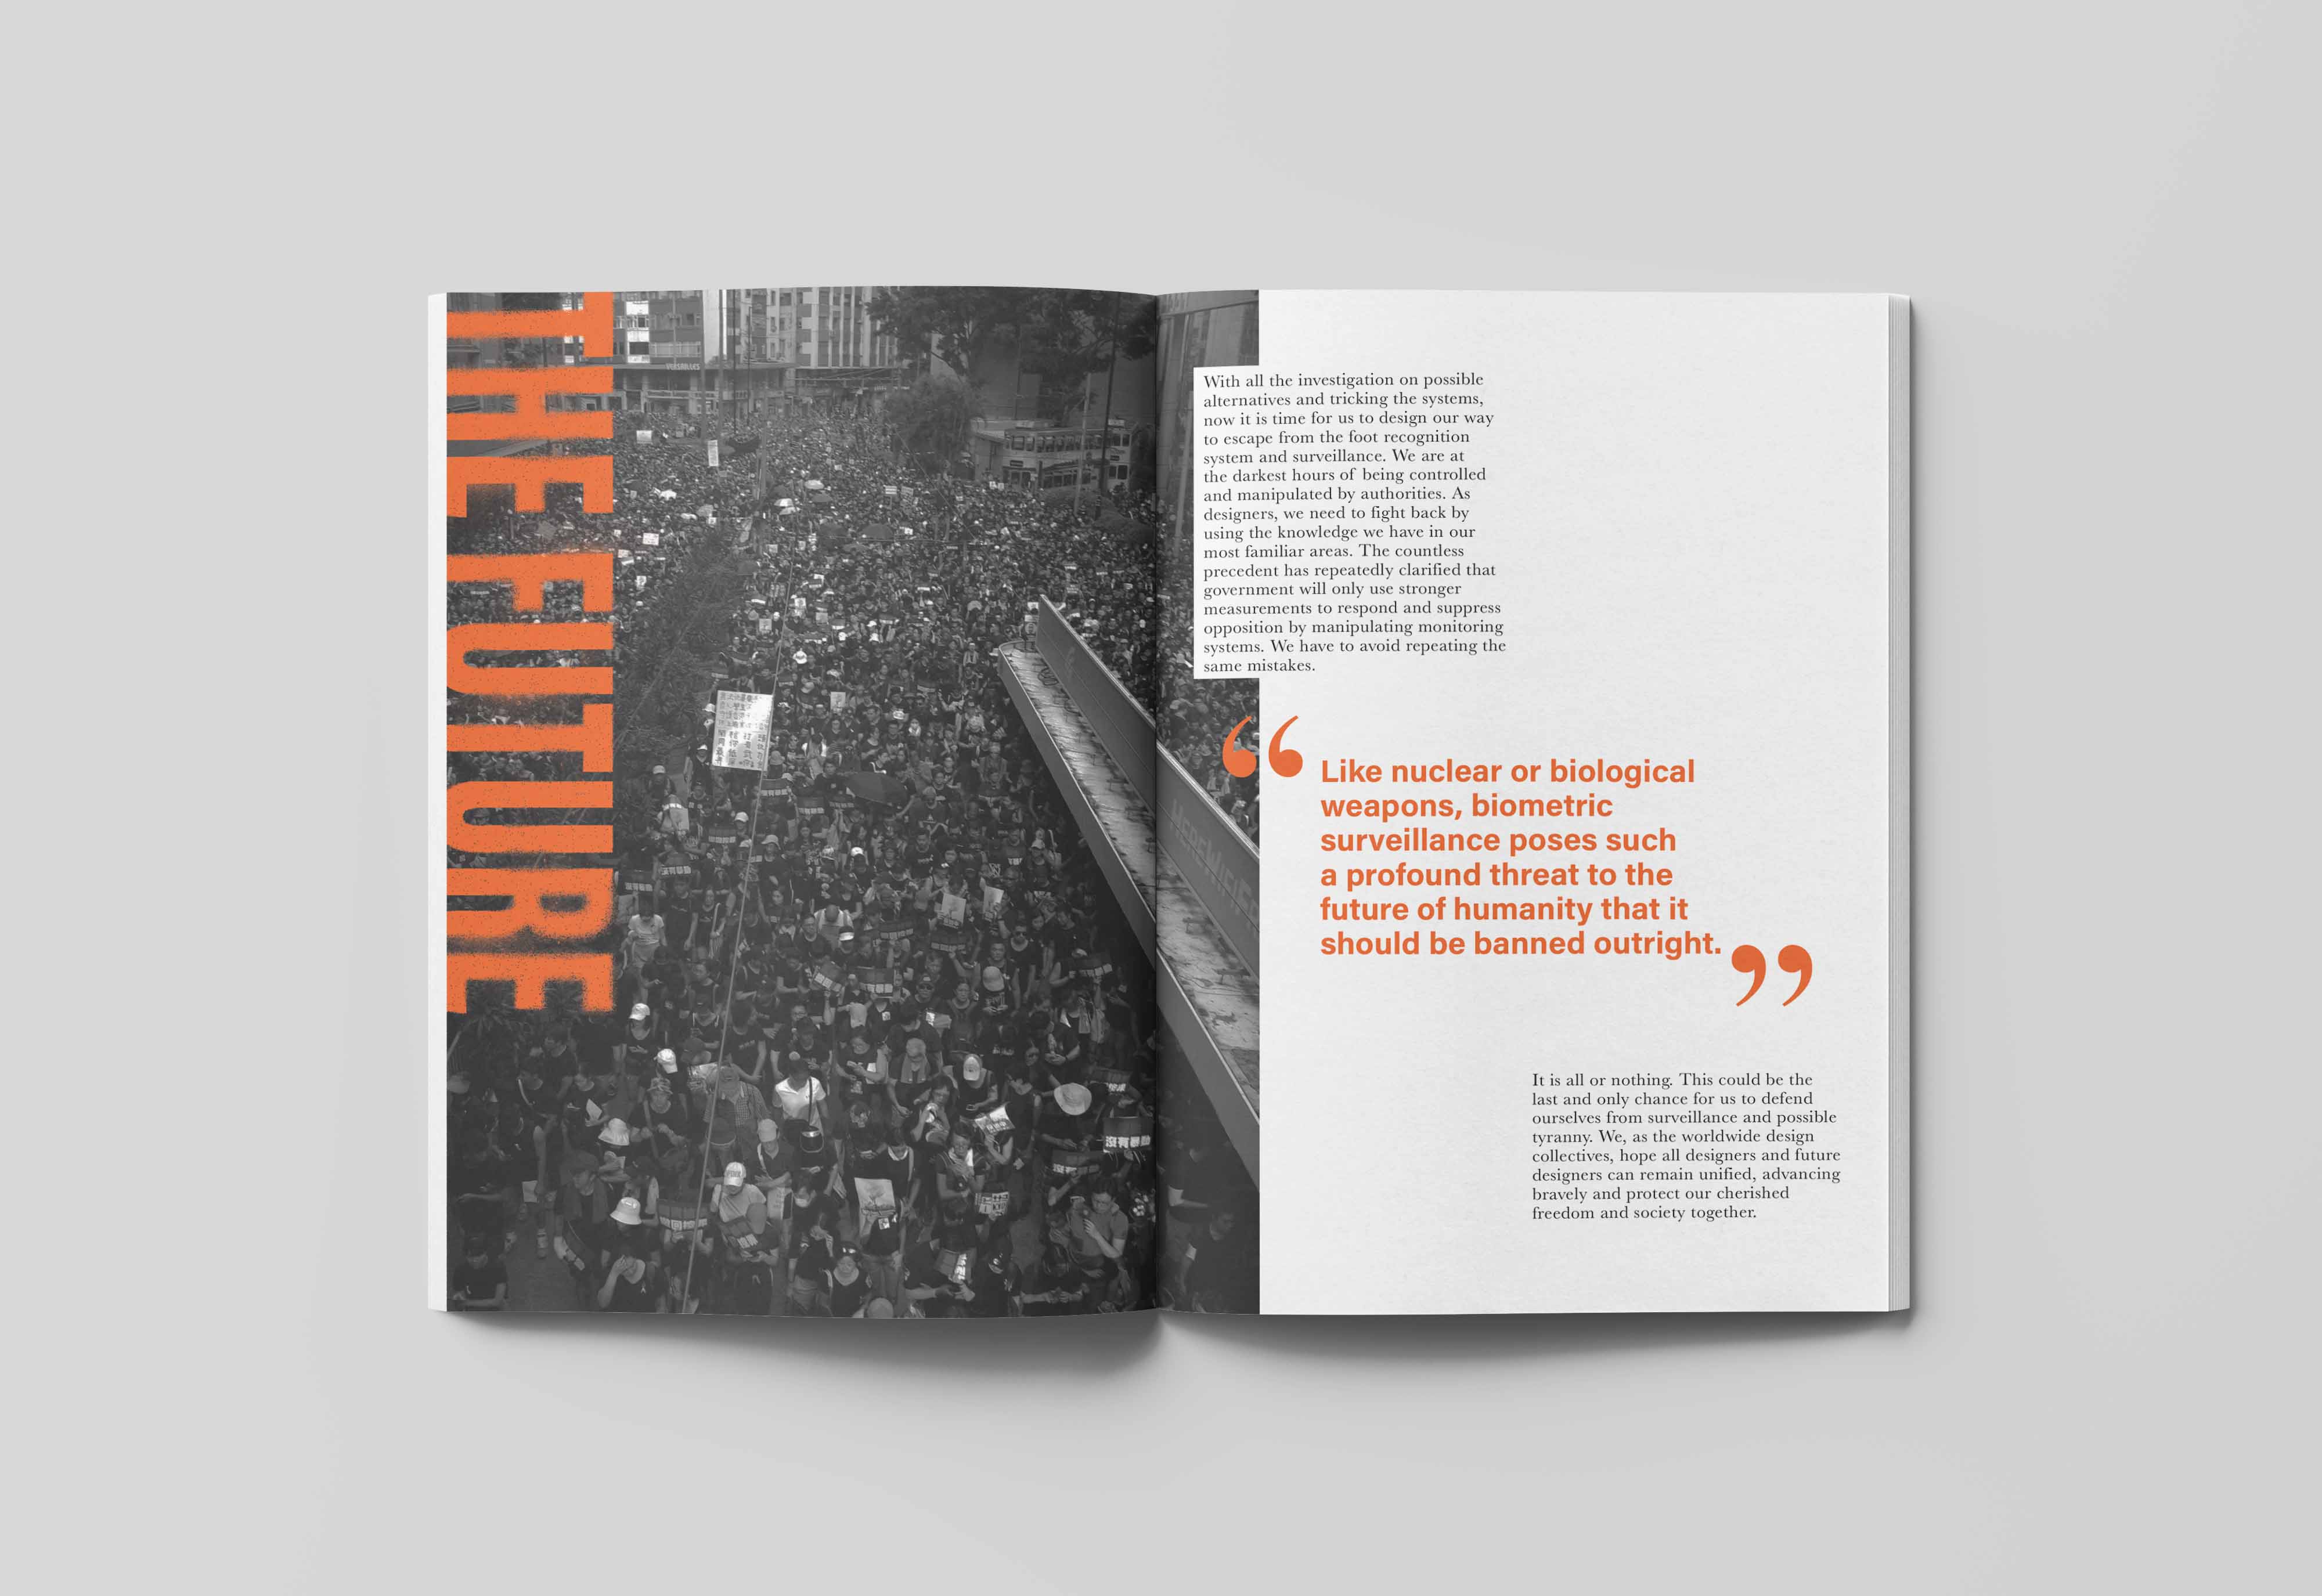 THE FUTURE
With all the investigation on possible
alternatives and tricking the systems,
now it is time for us to design our way
to escape from the foot recognition
system and surveillance. We are at
the darkest hours of being controlled
and manipulated by authorities. As
designers, we need to fight back by
using the knowledge we have in our
most familiar areas. The countless
precedent has repeatedly clarified that
government will only use stronger
measurements to respond and suppress
opposition by manipulating monitoring
systems. We have to avoid repeating the
same mistakes.
“Like nuclear or biological
weapons, biometric
surveillance poses such
a profound threat to the
future of humanity that it
should be banned outright.”
It is all or nothing. This could be the
last and only chance for us to defend
ourselves from surveillance and possible
tyranny. We, as the worldwide design
collectives, hope all designers and future
designers can remain unified, advancing
bravely and protect our cherished
freedom and society together.